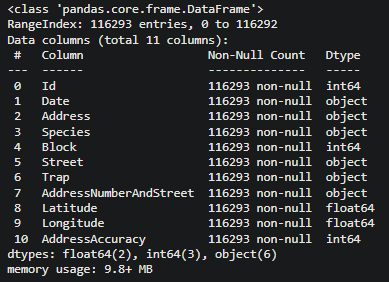 <class 'pandas.core.frame.DataFrame'>
RangeIndex: 116293 entries, 0 to 116292
Data columns (total 11 columns):
 #   Column                  Non-Null Count   Dtype
---  ------                  --------------   -----
 0   Id                      116293 non-null  int64
 1   Date                    116293 non-null  object
 2   Address                 116293 non-null  object
 3   Species                 116293 non-null  object
 4   Block                   116293 non-null  int64
 5   Street                  116293 non-null  object
 6   Trap                    116293 non-null  object
 7   AddressNumberAndStreet  116293 non-null  object
 8   Latitude                116293 non-null  float64
 9   Longitude               116293 non-null  float64
 10  AddressAccuracy         116293 non-null  int64
dtypes: float64(2), int64(3), object(6)
memory usage: 9.8+ MB